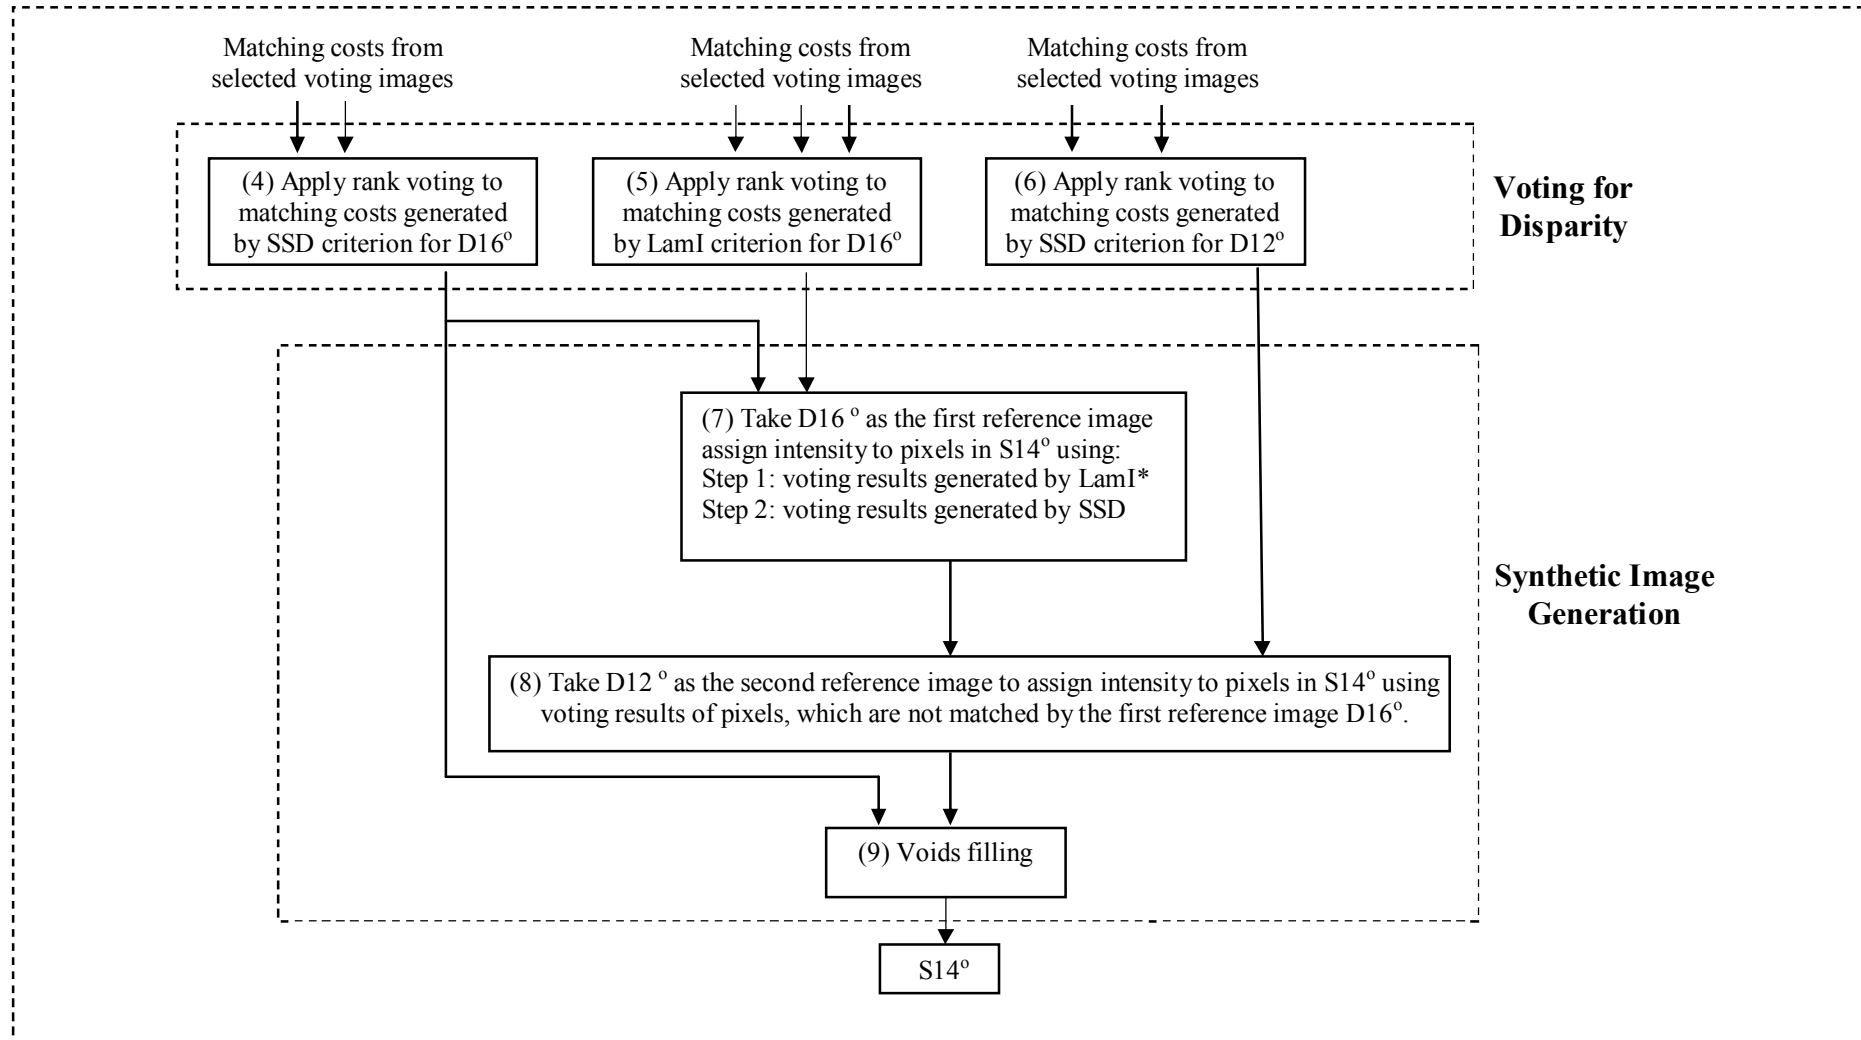 Matching costs from
selected voting images
Matching costs from
selected voting images
Matching costs from
selected voting images
(4) Apply rank voting to
matching costs generated
by SSD criterion for D16°
(5) Apply rank voting to
matching costs generated
by LamI criterion for D16°
(6) Apply rank voting to
matching costs generated
by SSD criterion for D12°
Voting for
Disparity
(7) Take D16 ° as the first reference image
assign intensity to pixels in S14° using:
Step 1: voting results generated by LamI*
Step 2: voting results generated by SSD
Synthetic Image
Generation
(8) Take D12 ° as the second reference image to assign intensity to pixels in S14° using
voting results of pixels, which are not matched by the first reference image D16°.
(9) Voids filling
S14°